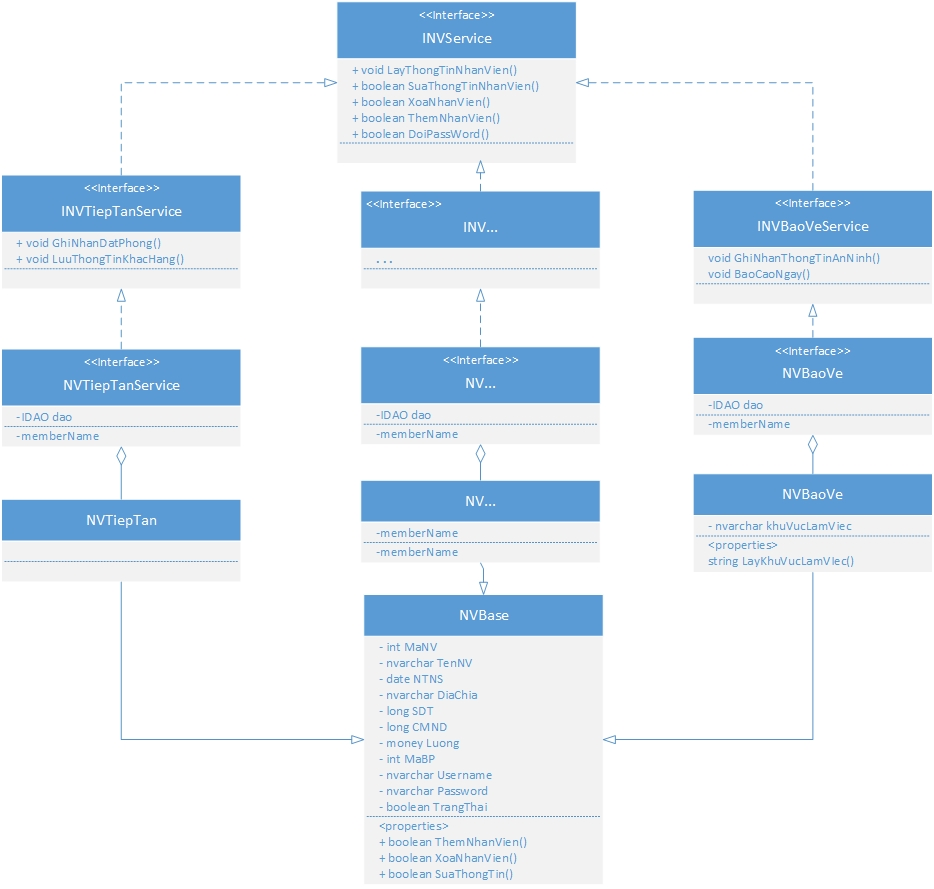 <<Interface>>
INVService
+ void LayThongTinNhanVien()
+ boolean SuaThongTinNhanVien()
+ boolean XoaNhanVien()
+ boolean ThemNhanVien()
+ boolean DoiPassWord()
<<Interface>>
INVTiepTanService
+ void GhiNhanDatPhong()
+ void LuuThongTinKhacHang()
<<Interface>>
INV...
...
<<Interface>>
INVBaoVeService
void GhiNhanThongTinAnNinh()
void BaoCaoNgay()
<<Interface>>
NVTiepTanService
-IDAO dao
-memberName
<<Interface>>
NV...
-IDAO dao
-memberName
<<Interface>>
NVBaoVe
-IDAO dao
-memberName
NVTiepTan
NV...
-memberName
-memberName
NVBaoVe
- nvarchar khuVucLamViec
<properties>
string LayKhuVucLamVIec()
NVBase
- int MaNV
- nvarchar TenNV
- date NTNS
- nvarchar DiaChia
- long SDT
- long CMND
- money Luong
- int MaBP
- nvarchar Username
- nvarchar Password
- boolean TrangThai
<properties>
+ boolean ThemNhanVien()
+ boolean XoaNhanVien()
+ boolean SuaThongTin()